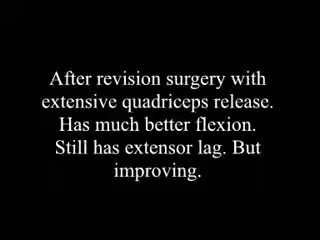 After revision surgery with
extensive quadriceps release.
Has much better flexion.
Still has extensor lag. But
improving.